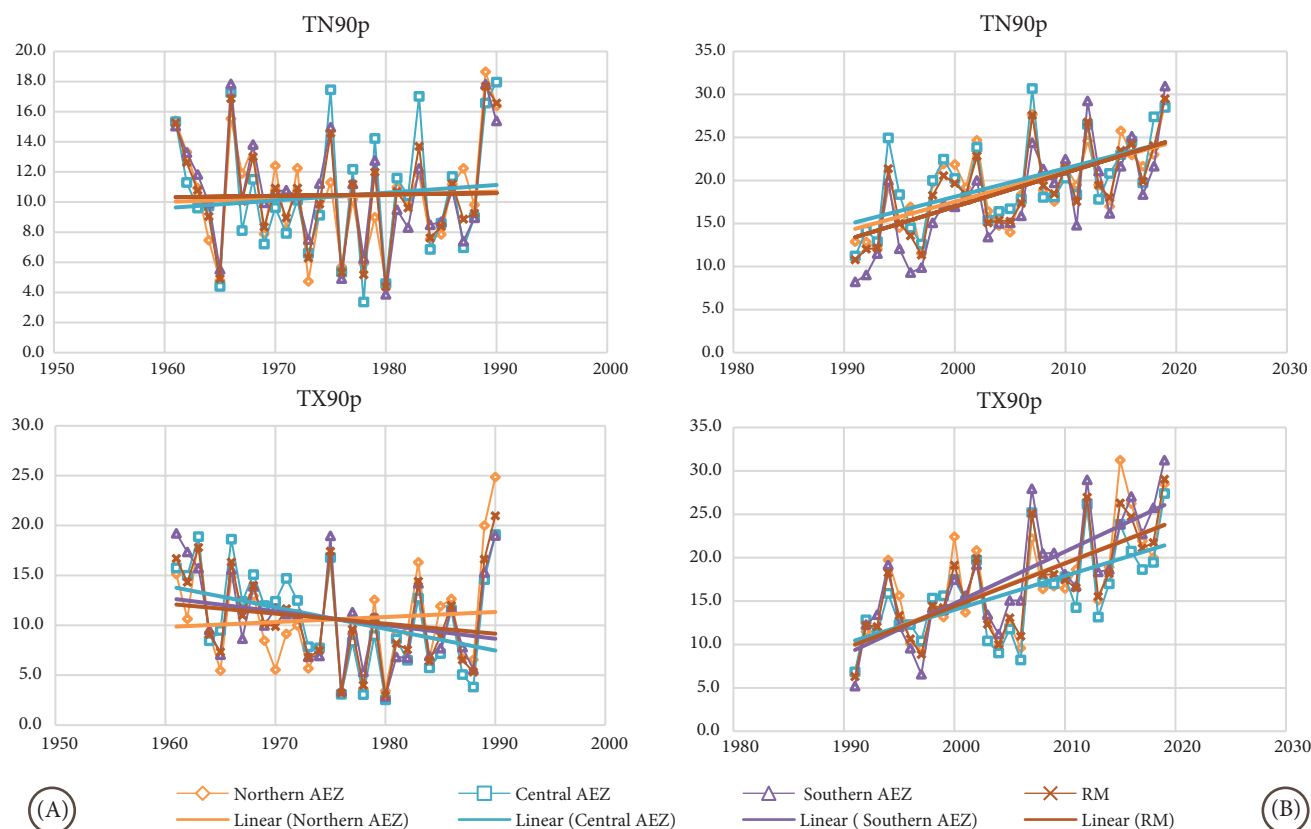 TN90p
20.0
18.0
16.0
14.0
12.0
10.0
8.0
6.0
4.0
2.0
0.0
1950 1960 1970 1980 1990 2000
TN90p
35.0
30.0
25.0
20.0
15.0
10.0
5.0
0.0
1980 1990 2000 2010 2020 2030
TX90p
30.0
25.0
20.0
15.0
10.0
5.0
0.0
1950 1960 1970 1980 1990 2000
TX90p
35.0
30.0
25.0
20.0
15.0
10.0
5.0
0.0
1980 1990 2000 2010 2020 2030
(A)
Northern AEZ Central AEZ Southern AEZ RM
Linear (Northern AEZ) Linear (Central AEZ) Linear ( Southern AEZ) Linear (RM)
(B)